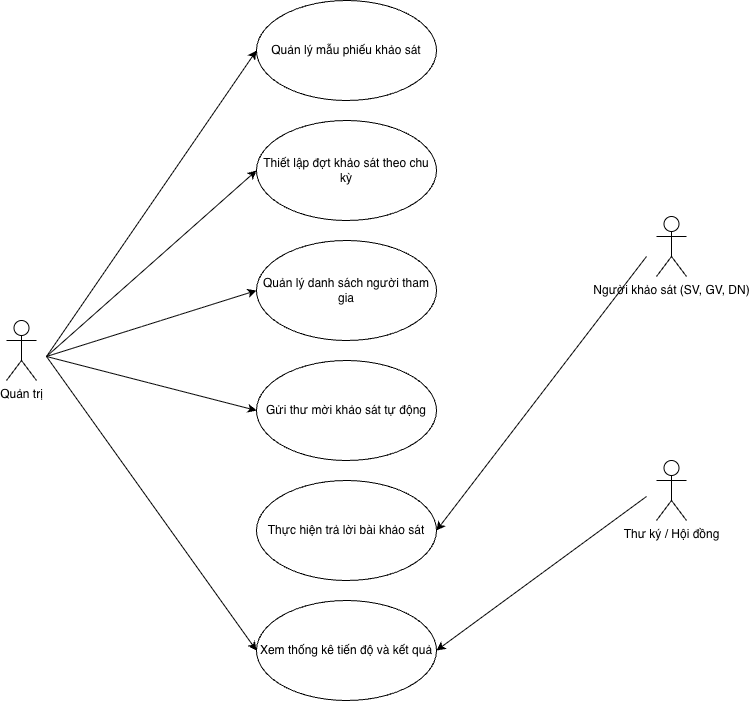 Quản lý mẫu phiếu khảo sát
Thiết lập đợt khảo sát theo chu
kỳ
Quản lý danh sách người tham
gia
Người khảo sát (SV, GV, DN)
Quản trị
Gửi thư mời khảo sát tự động
Thực hiện trả lời bài khảo sát
Thư ký / Hội đồng
Xem thống kê tiến độ và kết quả